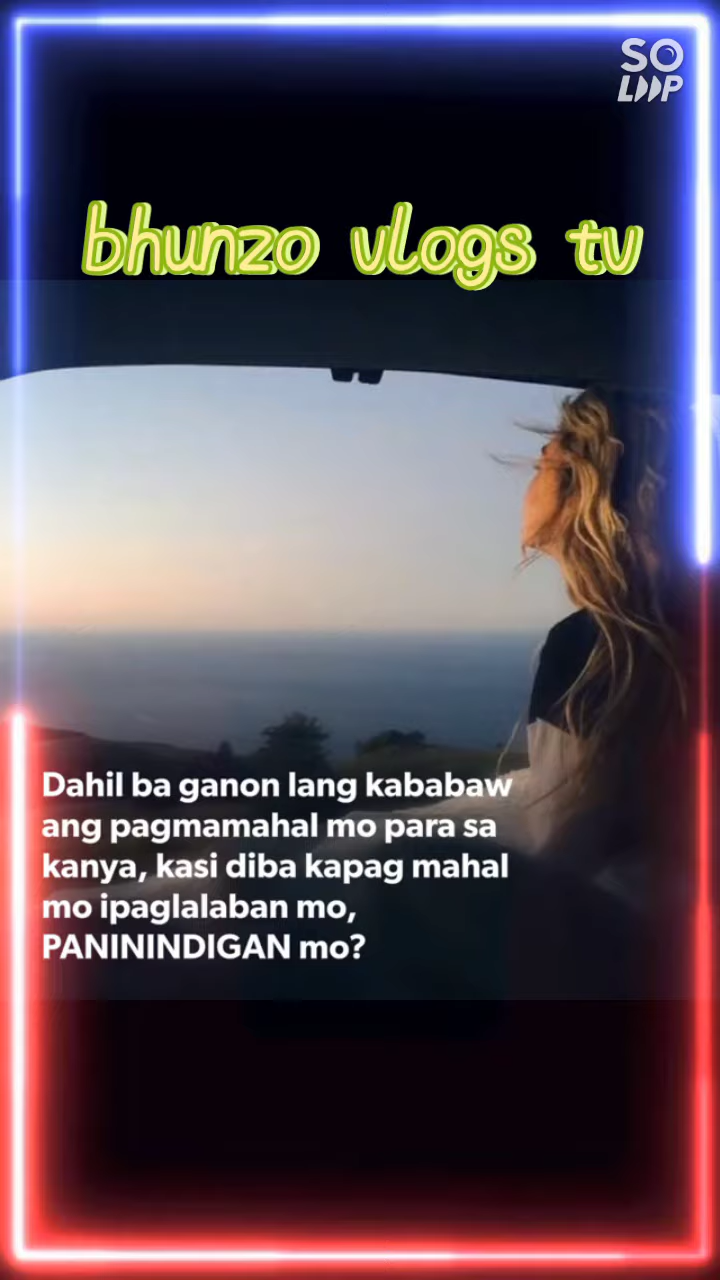 SO
LOOP
bhunzo vlogs tv
Dahil ba ganon lang kababaw
ang pagmamahal mo para sa
kanya, kasi diba kapag mahal
mo ipaglalaban mo,
PANININDIGAN mo?